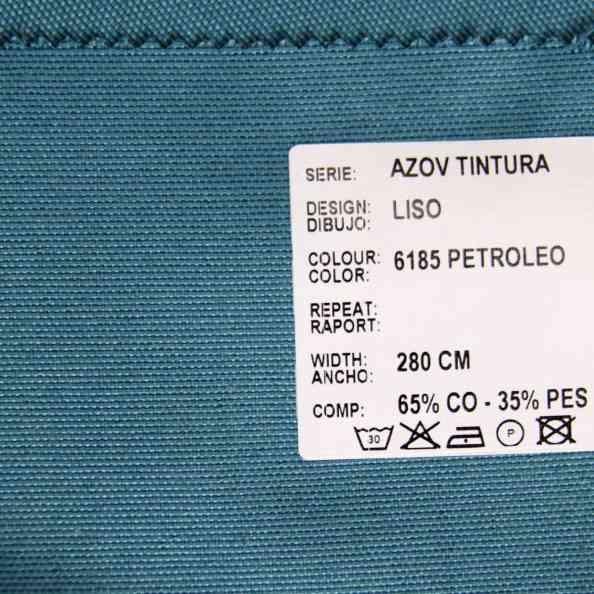 SERIE: AZOV TINTURA
DESIGN: LISO
DIBUJO:
COLOUR: 6185 PETROLEO
COLOR:
REPEAT:
RAPORT:
WIDTH: 280 CM
ANCHO:
COMP: 65% CO - 35% PES
30 P